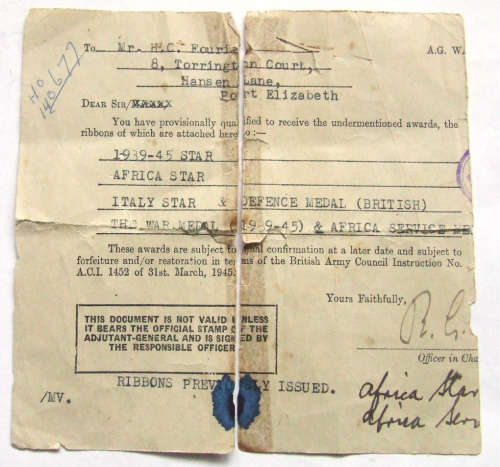 To Mr. H.C. Fourie A.G. W.
8, Torrington Court,
Hansen Lane,
Port Elizabeth
No
140677
DEAR SIR/
You have provisionally qualified to receive the undermentioned awards, the
ribbons of which are attached hereto :—
1939-45 STAR
AFRICA STAR
ITALY STAR & DEFENCE MEDAL (BRITISH)
THE WAR MEDAL (1939-45) & AFRICA SERVICE ME
These awards are subject to final confirmation at a later date and subject to
forfeiture and/or restoration in terms of the British Army Council Instruction No.
A.C.I. 1452 of 31st. March, 1945.
Yours Faithfully,
R. G.
Officer in Cha
THIS DOCUMENT IS NOT VALID UNLESS
IT BEARS THE OFFICIAL STAMP OF THE
ADJUTANT-GENERAL AND IS SIGNED BY
THE RESPONSIBLE OFFICER
RIBBONS PREVIOUSLY ISSUED.
/MV.
Africa Star
Africa Serv